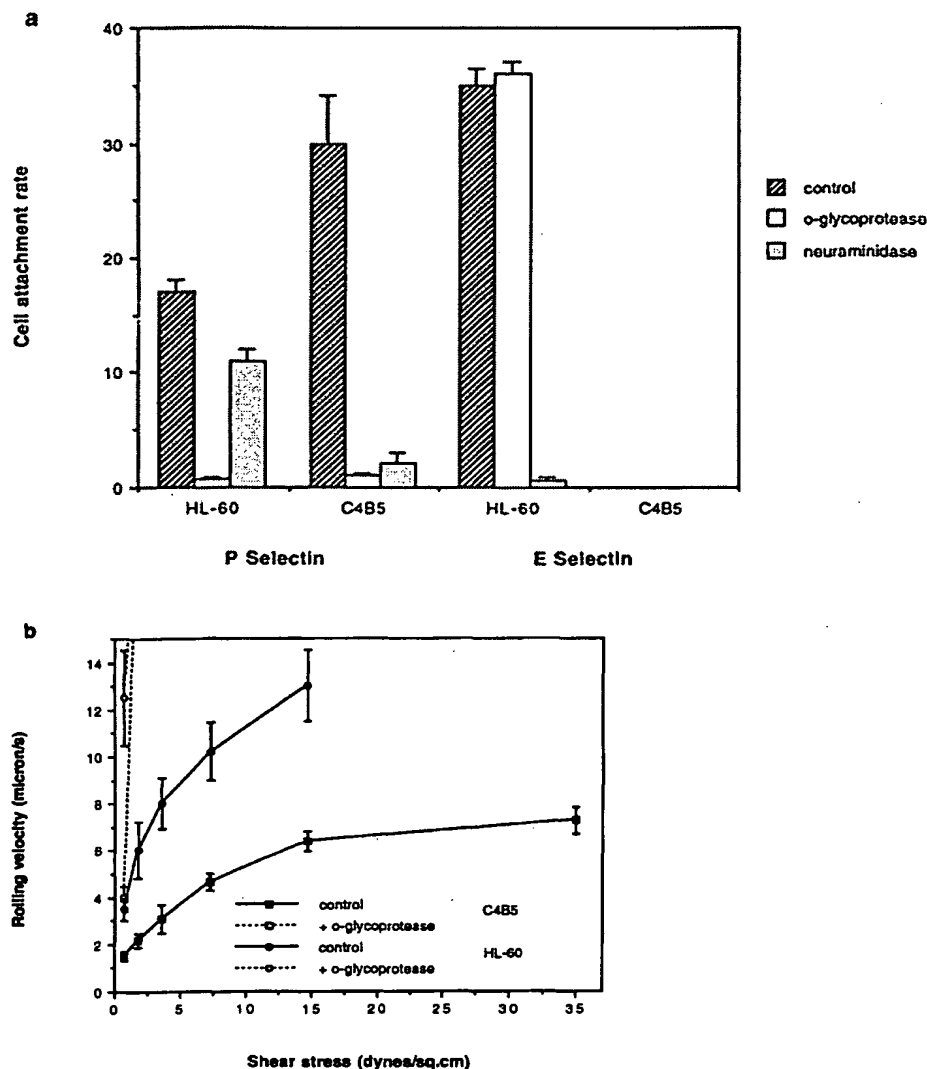 a
40
30
20
10
0
Cell attachment rate
HL-60 C4B5 HL-60 C4B5
P Selectin E Selectin
control
o-glycoprotease
neuraminidase
b
14
12
10
8
6
4
2
0
Rolling velocity (micron/s)
control C4B5
+ o-glycoprotease
control HL-60
+ o-glycoprotease
0 5 10 15 20 25 30 35
Shear stress (dynes/sq.cm)